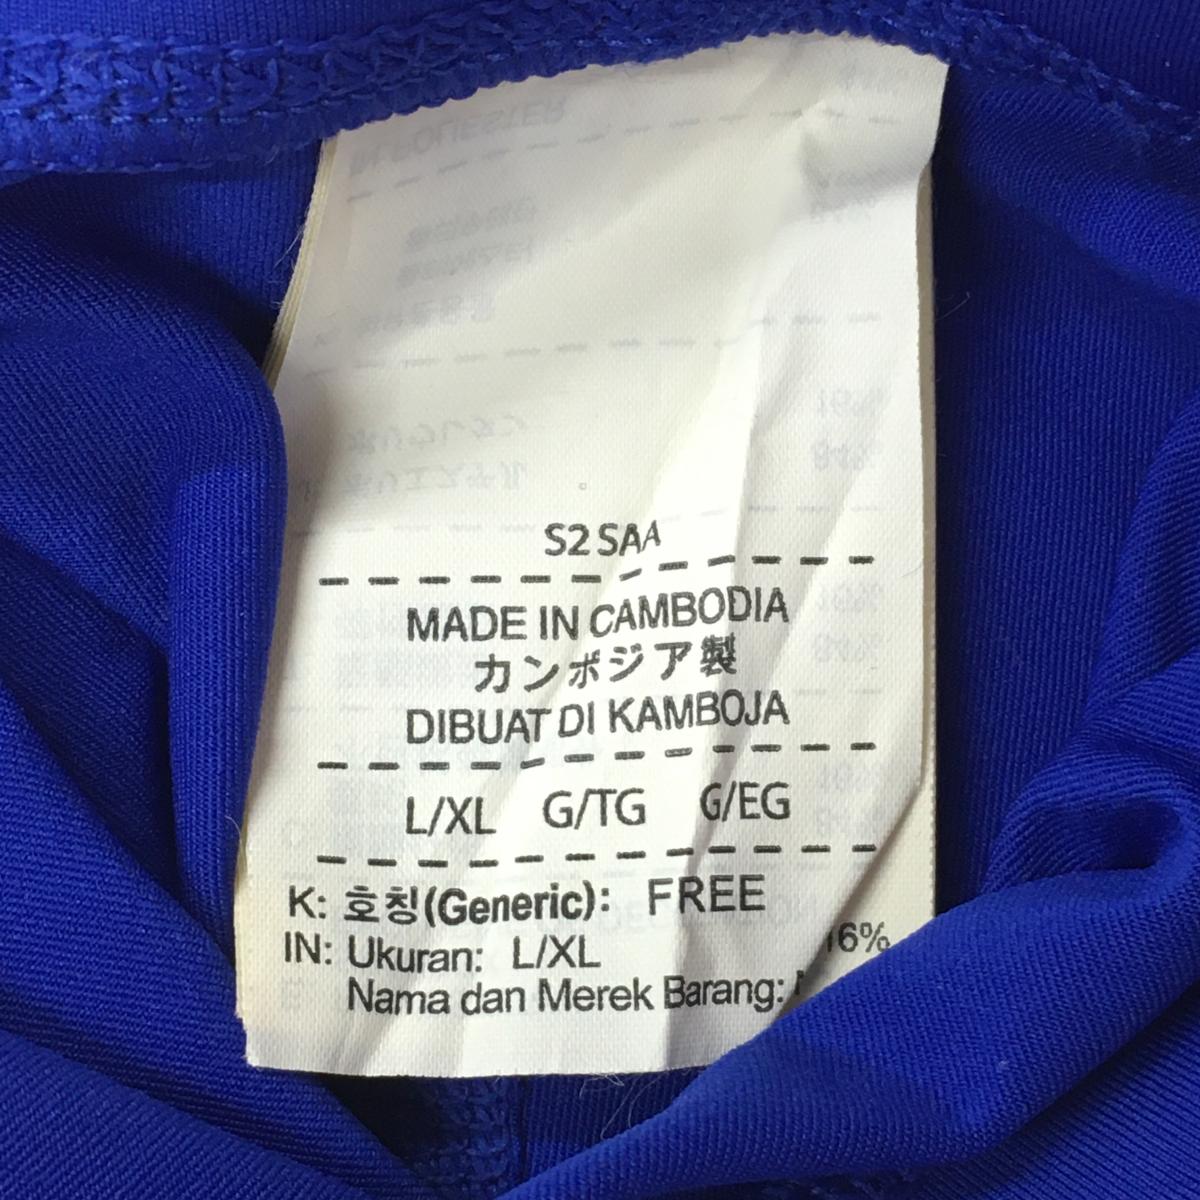 S2 SAA
MADE IN CAMBODIA
カンボジア製
DIBUAT DI KAMBOJA
L/XL G/TG G/EG
K: 호칭(Generic): FREE
IN: Ukuran: L/XL
16%
Nama dan Merek Barang: